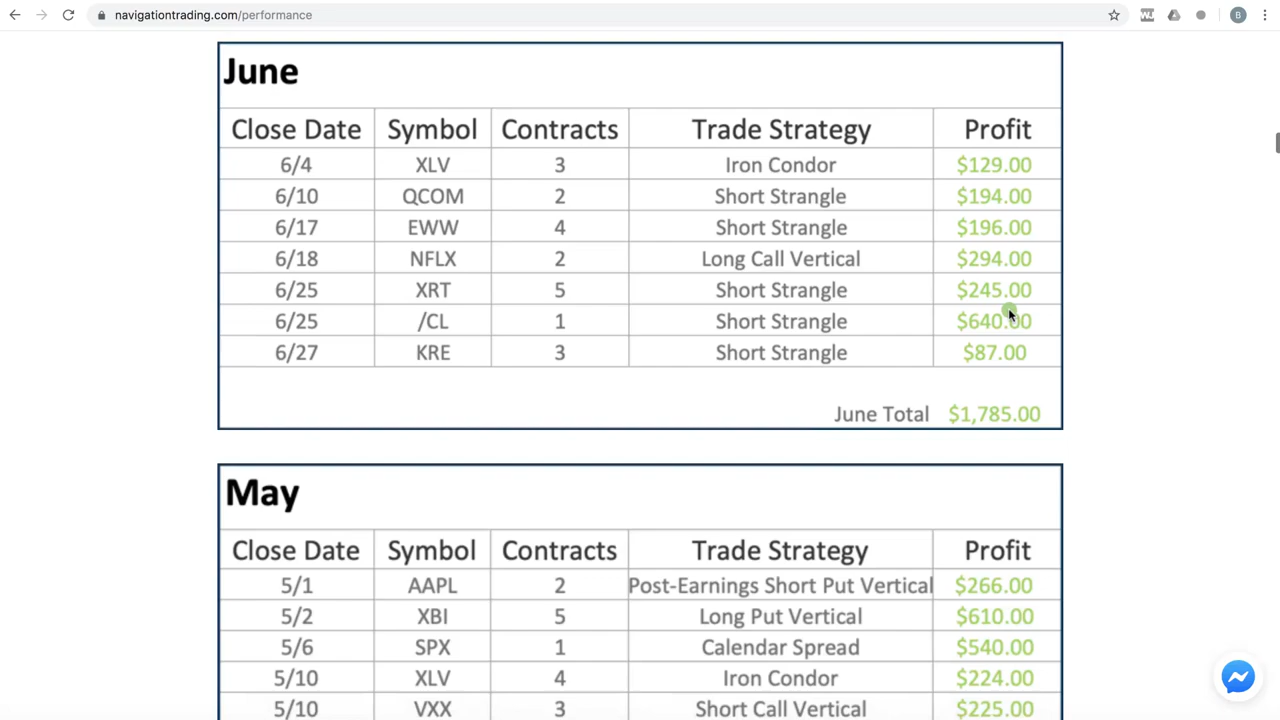 navigationtrading.com/performance
B
June
Close Date Symbol Contracts Trade Strategy Profit
6/4 XLV 3 Iron Condor $129.00
6/10 QCOM 2 Short Strangle $194.00
6/17 EWW 4 Short Strangle $196.00
6/18 NFLX 2 Long Call Vertical $294.00
6/25 XRT 5 Short Strangle $245.00
6/25 /CL 1 Short Strangle $640.00
6/27 KRE 3 Short Strangle $87.00
June Total $1,785.00
May
Close Date Symbol Contracts Trade Strategy Profit
5/1 AAPL 2 Post-Earnings Short Put Vertical $266.00
5/2 XBI 5 Long Put Vertical $610.00
5/6 SPX 1 Calendar Spread $540.00
5/10 XLV 4 Iron Condor $224.00
5/10 VXX 3 Short Call Vertical $225.00